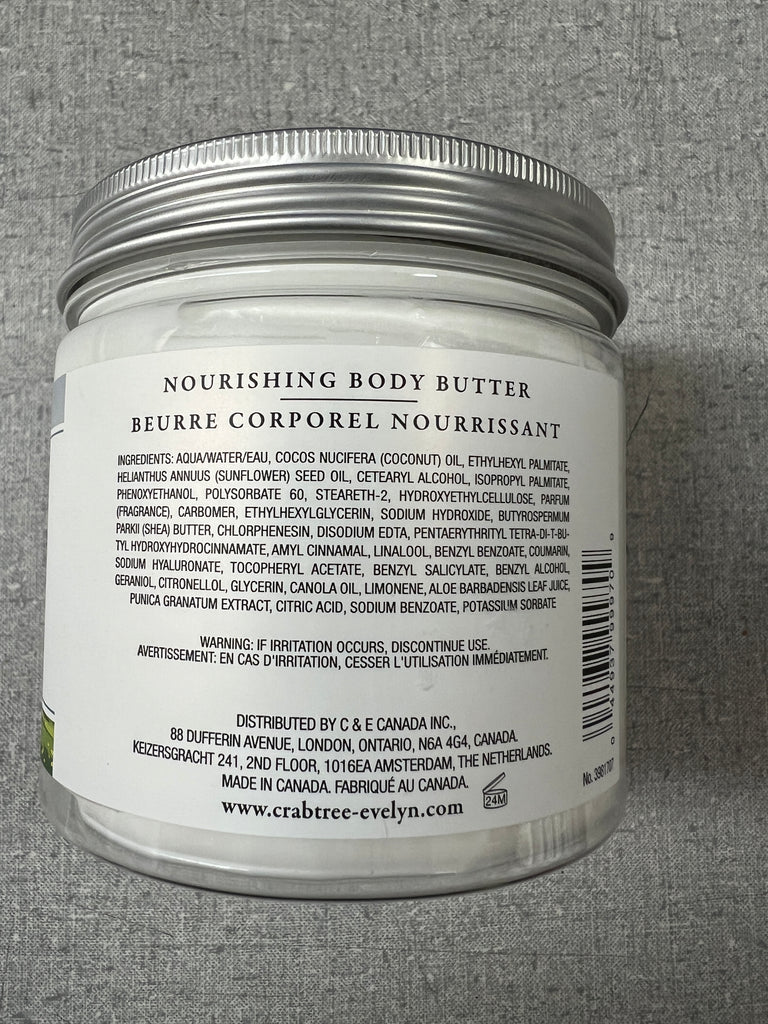 NOURISHING BODY BUTTER
BEURRE CORPOREL NOURRISSANT
INGREDIENTS: AQUA/WATER/EAU, COCOS NUCIFERA (COCONUT) OIL, ETHYLHEXYL PALMITATE,
HELIANTHUS ANNUUS (SUNFLOWER) SEED OIL, CETEARYL ALCOHOL, ISOPROPYL PALMITATE,
PHENOXYETHANOL, POLYSORBATE 60, STEARETH-2, HYDROXYETHYLCELLULOSE, PARFUM
(FRAGRANCE), CARBOMER, ETHYLHEXYLGLYCERIN, SODIUM HYDROXIDE, BUTYROSPERMUM
PARKII (SHEA) BUTTER, CHLORPHENESIN, DISODIUM EDTA, PENTAERYTHRITYL TETRA-DI-T-BU-
TYL HYDROXYHYDROCINNAMATE, AMYL CINNAMAL, LINALOOL, BENZYL BENZOATE, COUMARIN,
SODIUM HYALURONATE, TOCOPHERYL ACETATE, BENZYL SALICYLATE, BENZYL ALCOHOL,
GERANIOL, CITRONELLOL, GLYCERIN, CANOLA OIL, LIMONENE, ALOE BARBADENSIS LEAF JUICE,
PUNICA GRANATUM EXTRACT, CITRIC ACID, SODIUM BENZOATE, POTASSIUM SORBATE
WARNING: IF IRRITATION OCCURS, DISCONTINUE USE.
AVERTISSEMENT: EN CAS D'IRRITATION, CESSER L'UTILISATION IMMÉDIATEMENT.
DISTRIBUTED BY C & E CANADA INC.,
88 DUFFERIN AVENUE, LONDON, ONTARIO, N6A 4G4, CANADA.
KEIZERSGRACHT 241, 2ND FLOOR, 1016EA AMSTERDAM, THE NETHERLANDS.
MADE IN CANADA. FABRIQUÉ AU CANADA.
www.crabtree-evelyn.com
24M
No. 3981707